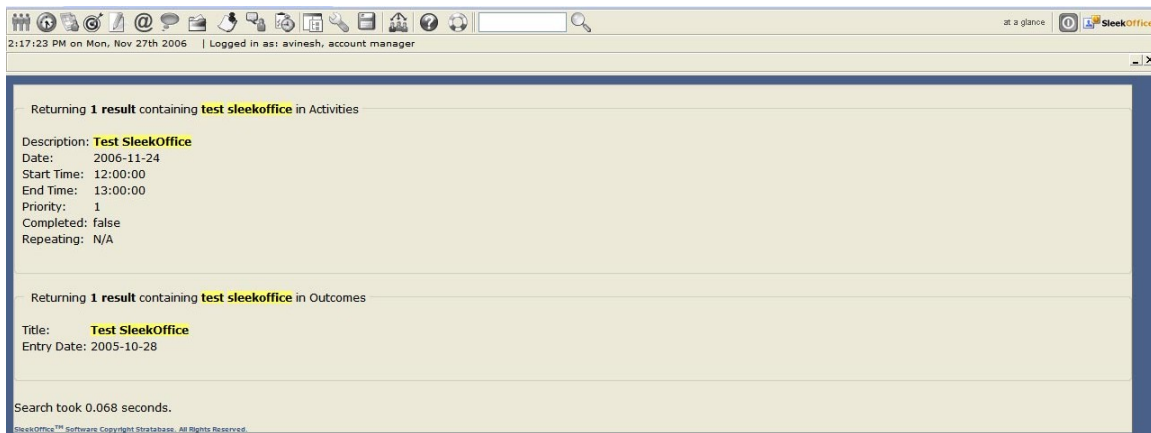 at a glance
SleekOffice
2:17:23 PM on Mon, Nov 27th 2006 | Logged in as: avinesh, account manager
Returning 1 result containing test sleekoffice in Activities
Description: Test SleekOffice
Date: 2006-11-24
Start Time: 12:00:00
End Time: 13:00:00
Priority: 1
Completed: false
Repeating: N/A
Returning 1 result containing test sleekoffice in Outcomes
Title: Test SleekOffice
Entry Date: 2005-10-28
Search took 0.068 seconds.
SleekOffice™ Software Copyright Stratabase. All Rights Reserved.